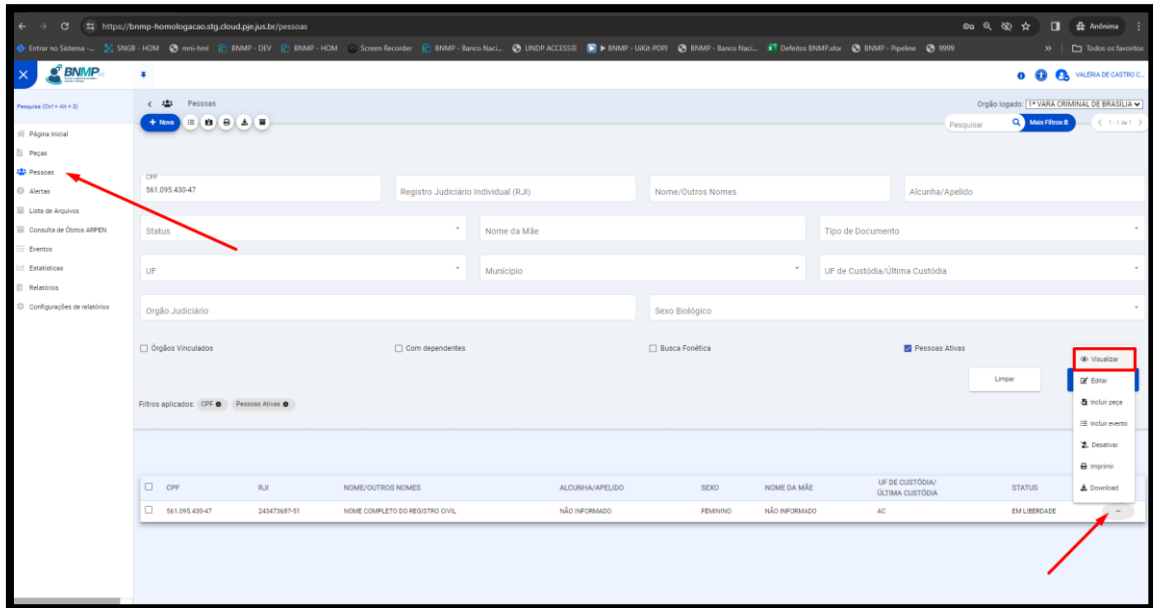 https://bnmp-homologacao.stg.cloud.pje.jus.br/pessoas
Anônima
Entrar no Sistema -... SNGB - HOM mni-hml BNMP - DEV BNMP - HOM Screen Recorder BNMP - Banco Naci... UNDP ACCESS BNMP - UiKit-PDPJ BNMP - Banco Naci... Defeitos BNMP.xlsx BNMP - Pipeline 9999 » Todos os favoritos
BNMP
VALÉRIA DE CASTRO C...
Pesquisa (Ctrl + Alt + 3)
Pessoas
Orgão logado: 1ª VARA CRIMINAL DE BRASÍLIA
+ Nova
Pesquisar
Mais Filtros
1 - 1 de 1
Página Inicial
Peças
Pessoas
Alertas
Lista de Arquivos
Consulta de Óbitos ARPEN
Eventos
Estatísticas
Relatórios
Configurações de relatórios
CPF
561.095.430-47
Registro Judiciário Individual (RJI)
Nome/Outros Nomes
Alcunha/Apelido
Status
Nome da Mãe
Tipo de Documento
UF
Município
UF de Custódia/Última Custódia
Orgão Judiciário
Sexo Biológico
Órgãos Vinculados
Com dependentes
Busca Fonética
Pessoas Ativas
Limpar
Visualizar
Editar
Incluir peça
Incluir evento
Desativar
Imprimir
Download
Filtros aplicados: CPF Pessoas Ativas
CPF RJI NOME/OUTROS NOMES ALCUNHA/APELIDO SEXO NOME DA MÃE UF DE CUSTÓDIA/ ÚLTIMA CUSTÓDIA STATUS
561.095.430-47 243473687-51 NOME COMPLETO DO REGISTRO CIVIL NÃO INFORMADO FEMININO NÃO INFORMADO AC EM LIBERDADE